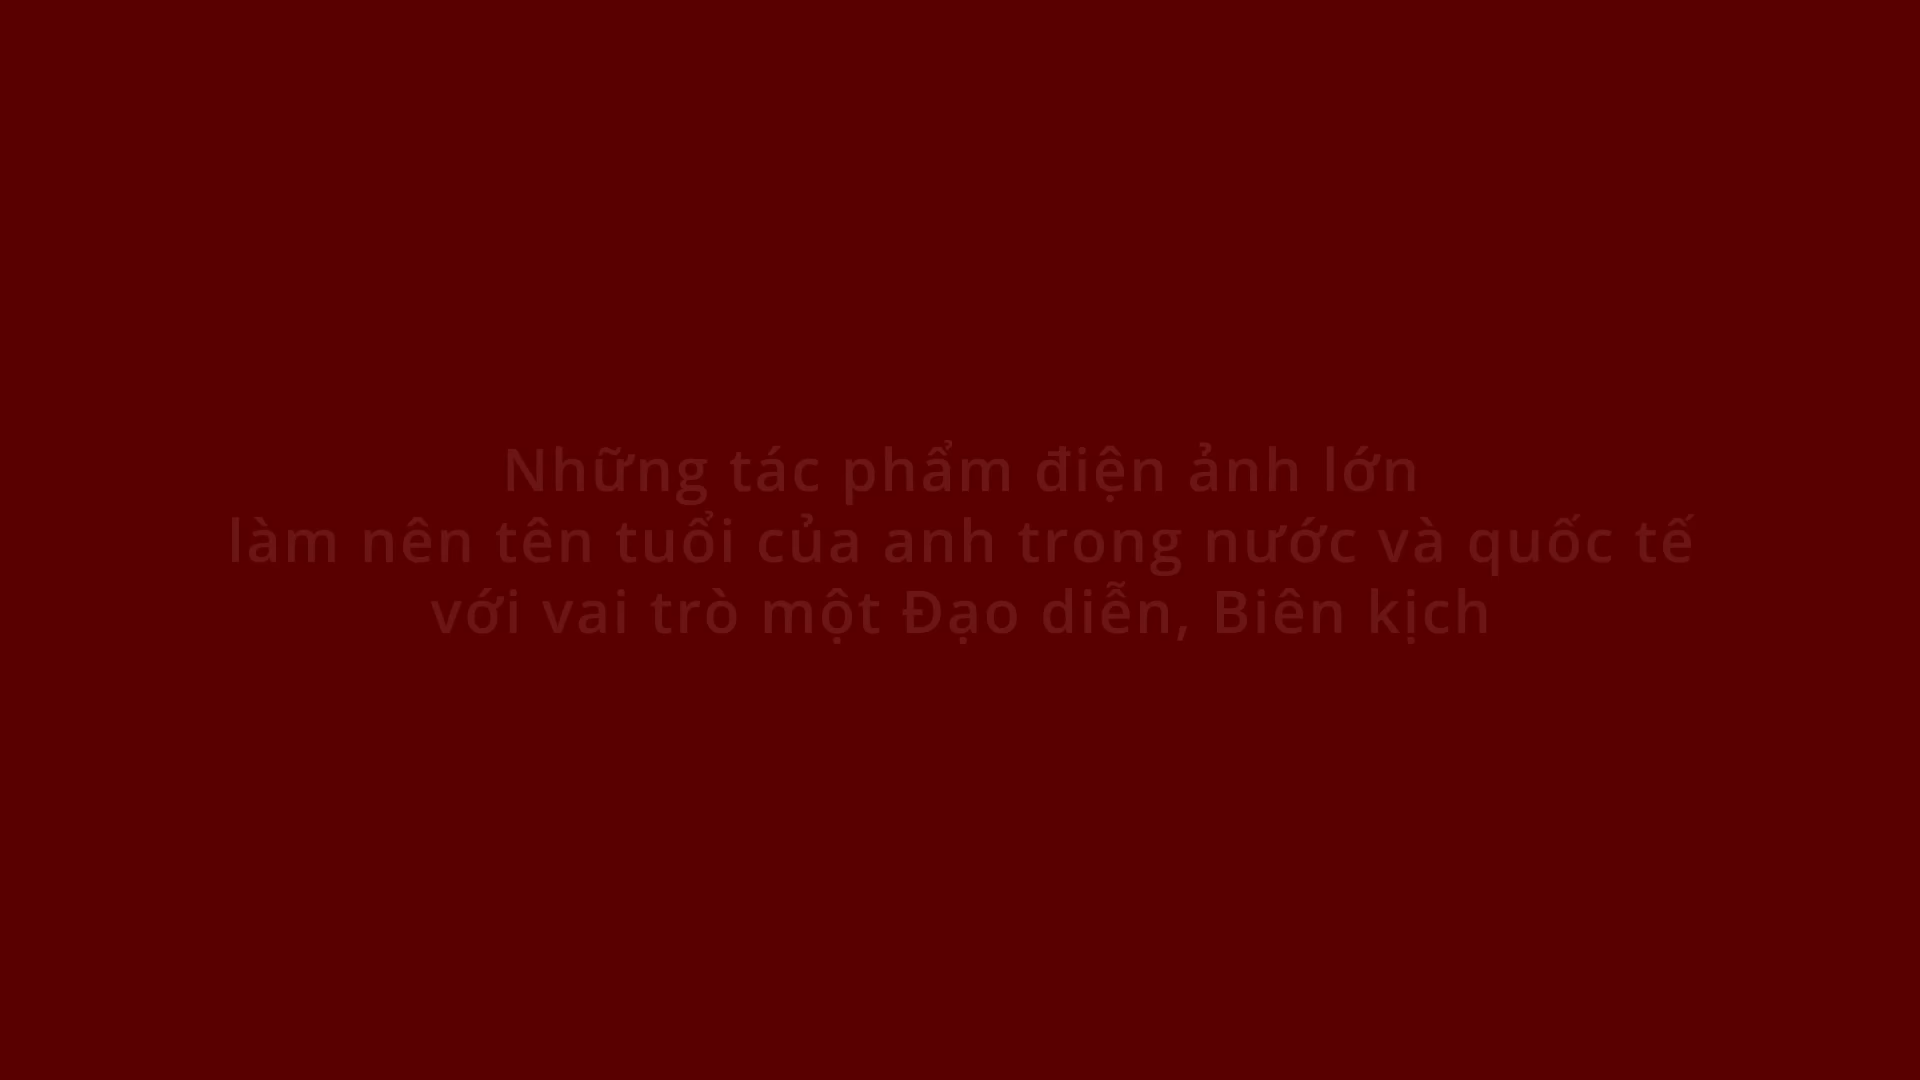 Những tác phẩm điện ảnh lớn
làm nên tên tuổi của anh trong nước và quốc tế
với vai trò một Đạo diễn, Biên kịch